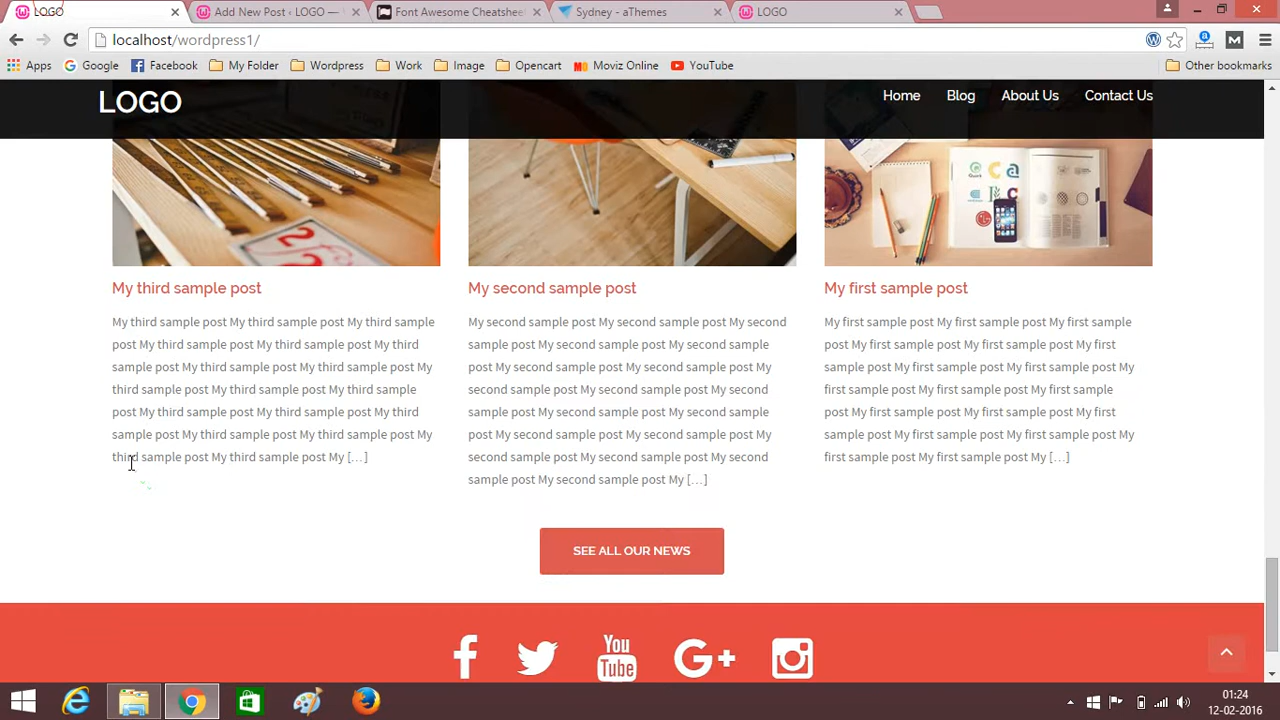 LOGO
Add New Post ‹ LOGO —
Font Awesome Cheatshee
Sydney - aThemes
LOGO
localhost/wordpress1/
Apps
Google
Facebook
My Folder
Wordpress
Work
Image
Opencart
Moviz Online
YouTube
Other bookmarks
LOGO
Home
Blog
About Us
Contact Us
My third sample post
My third sample post My third sample post My third sample
post My third sample post My third sample post My third
sample post My third sample post My third sample post My
third sample post My third sample post My third sample
post My third sample post My third sample post My third
sample post My third sample post My third sample post My
third sample post My third sample post My […]
My second sample post
My second sample post My second sample post My second
sample post My second sample post My second sample
post My second sample post My second sample post My
second sample post My second sample post My second
sample post My second sample post My second sample
post My second sample post My second sample post My
second sample post My second sample post My second
sample post My second sample post My […]
My first sample post
My first sample post My first sample post My first sample
post My first sample post My first sample post My first
sample post My first sample post My first sample post My
first sample post My first sample post My first sample
post My first sample post My first sample post My first
sample post My first sample post My first sample post My
first sample post My first sample post My […]
SEE ALL OUR NEWS
You
Tube
G+
01:24
12-02-2016